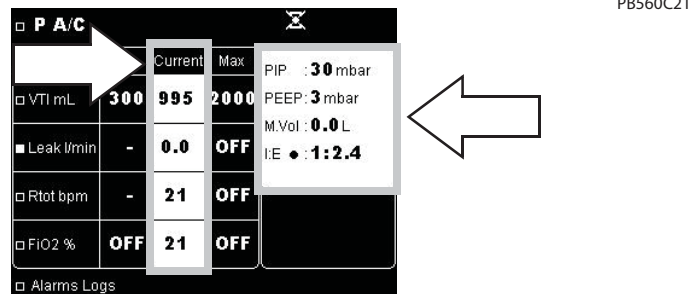 PB560C21
P A/C
Current Max
VTI mL 300 995 2000
Leak l/min - 0.0 OFF
Rtot bpm - 21 OFF
FiO2 % OFF 21 OFF
Alarms Logs
PIP : 30 mbar
PEEP: 3 mbar
M.Vol : 0.0 L
I:E ● : 1:2.4